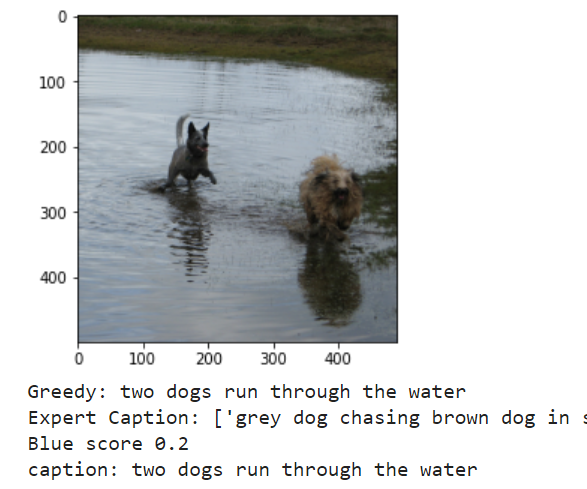 0
100
200
300
400
0 100 200 300 400
Greedy: two dogs run through the water
Expert Caption: ['grey dog chasing brown dog in
Blue score 0.2
caption: two dogs run through the water